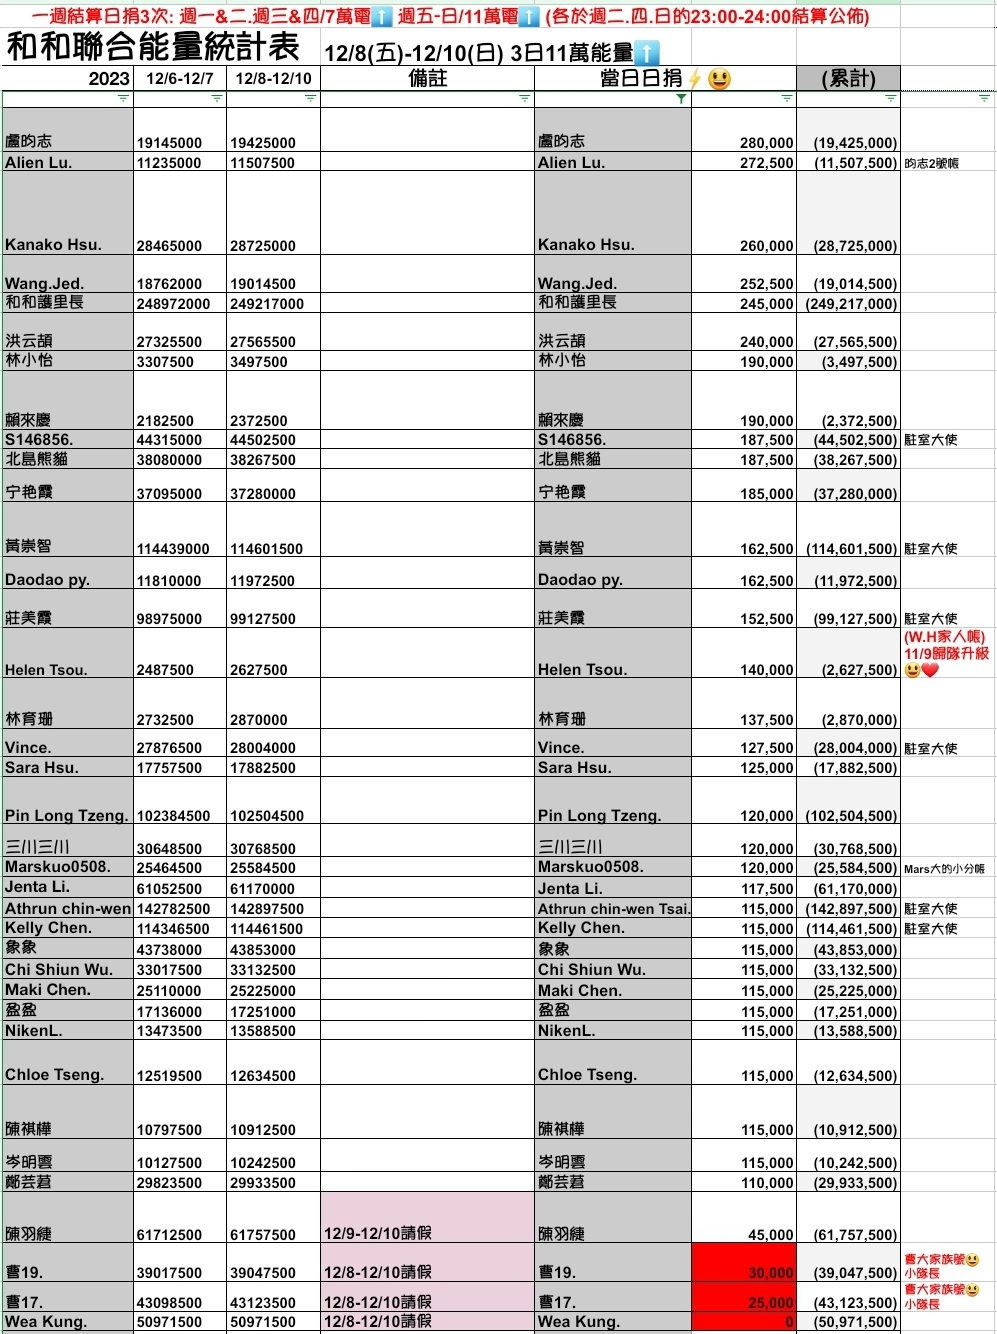 一週結算日捐3次: 週一&二.週三&四/7萬電⬆️ 週五-日/11萬電⬆️ (各於週二.四.日的23:00-24:00結算公佈)
和和聯合能量統計表 12/8(五)-12/10(日) 3日11萬能量⬆️
2023 12/6-12/7 12/8-12/10 備註 當日日捐⚡😃 (累計)
盧昀志 19145000 19425000 盧昀志 280,000 (19,425,000)
Alien Lu. 11235000 11507500 Alien Lu. 272,500 (11,507,500) 昀志2號帳
Kanako Hsu. 28465000 28725000 Kanako Hsu. 260,000 (28,725,000)
Wang.Jed. 18762000 19014500 Wang.Jed. 252,500 (19,014,500)
和和護里長 248972000 249217000 和和護里長 245,000 (249,217,000)
洪云頡 27325500 27565500 洪云頡 240,000 (27,565,500)
林小怡 3307500 3497500 林小怡 190,000 (3,497,500)
賴來慶 2182500 2372500 賴來慶 190,000 (2,372,500)
S146856. 44315000 44502500 S146856. 187,500 (44,502,500) 駐室大使
北島熊貓 38080000 38267500 北島熊貓 187,500 (38,267,500)
宁艳霞 37095000 37280000 宁艳霞 185,000 (37,280,000)
黃崇智 114439000 114601500 黃崇智 162,500 (114,601,500) 駐室大使
Daodao py. 11810000 11972500 Daodao py. 162,500 (11,972,500)
莊美霞 98975000 99127500 莊美霞 152,500 (99,127,500) 駐室大使
(W.H家人帳)
11/9歸隊升級
Helen Tsou. 2487500 2627500 Helen Tsou. 140,000 (2,627,500) 😃❤️
林育珊 2732500 2870000 林育珊 137,500 (2,870,000)
Vince. 27876500 28004000 Vince. 127,500 (28,004,000) 駐室大使
Sara Hsu. 17757500 17882500 Sara Hsu. 125,000 (17,882,500)
Pin Long Tzeng. 102384500 102504500 Pin Long Tzeng. 120,000 (102,504,500)
三川三川 30648500 30768500 三川三川 120,000 (30,768,500)
Marskuo0508. 25464500 25584500 Marskuo0508. 120,000 (25,584,500) Mars大的小分帳
Jenta Li. 61052500 61170000 Jenta Li. 117,500 (61,170,000)
Athrun chin-wen 142782500 142897500 Athrun chin-wen Tsai. 115,000 (142,897,500) 駐室大使
Kelly Chen. 114346500 114461500 Kelly Chen. 115,000 (114,461,500) 駐室大使
象象 43738000 43853000 象象 115,000 (43,853,000)
Chi Shiun Wu. 33017500 33132500 Chi Shiun Wu. 115,000 (33,132,500)
Maki Chen. 25110000 25225000 Maki Chen. 115,000 (25,225,000)
盈盈 17136000 17251000 盈盈 115,000 (17,251,000)
NikenL. 13473500 13588500 NikenL. 115,000 (13,588,500)
Chloe Tseng. 12519500 12634500 Chloe Tseng. 115,000 (12,634,500)
陳祺樺 10797500 10912500 陳祺樺 115,000 (10,912,500)
岑明雲 10127500 10242500 岑明雲 115,000 (10,242,500)
鄭芸莙 29823500 29933500 鄭芸莙 110,000 (29,933,500)
陳羽緁 61712500 61757500 12/9-12/10請假 陳羽緁 45,000 (61,757,500)
曹19. 39017500 39047500 12/8-12/10請假 曹19. 30,000 (39,047,500) 曹大家族號😃
小隊長
曹17. 43098500 43123500 12/8-12/10請假 曹17. 25,000 (43,123,500) 曹大家族號😃
小隊長
Wea Kung. 50971500 50971500 12/8-12/10請假 Wea Kung. 0 (50,971,500)